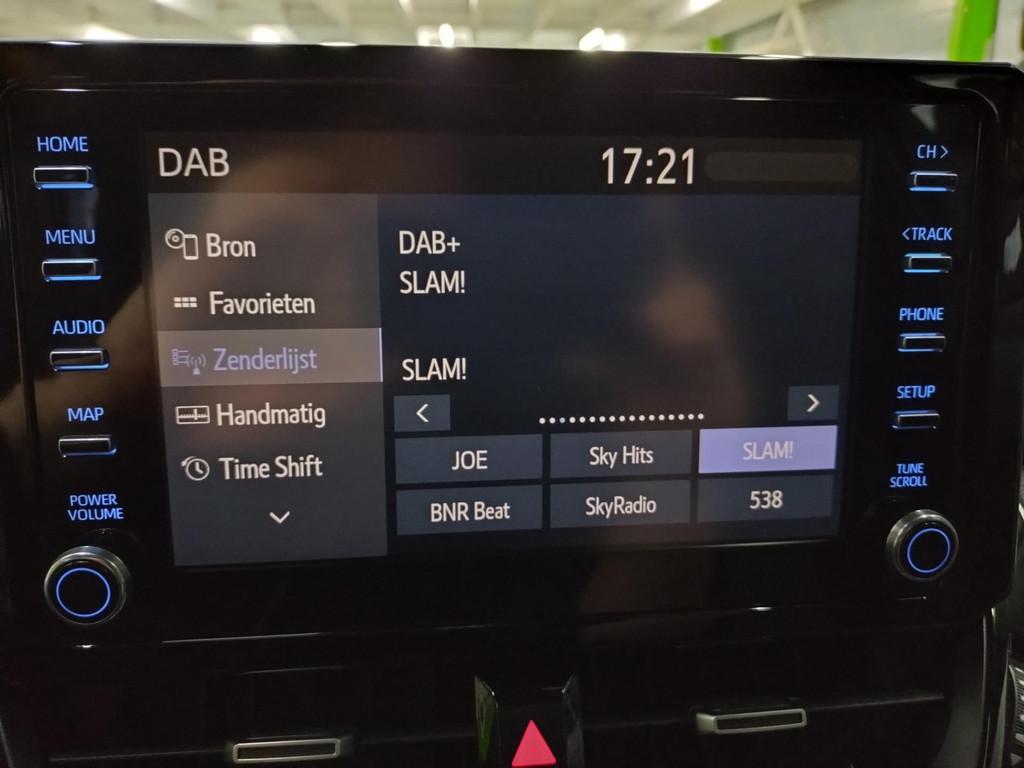 HOME
MENU
AUDIO
MAP
POWER
VOLUME
DAB
17:21
Bron
Favorieten
Zenderlijst
Handmatig
Time Shift
DAB+
SLAM!
SLAM!
<
>
JOE
Sky Hits
SLAM!
BNR Beat
SkyRadio
538
CH >
< TRACK
PHONE
SETUP
TUNE
SCROLL